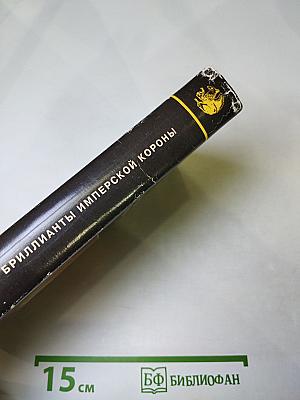 БРИЛЛИАНТЫ ИМПЕРСКОЙ КОРОНЫ
15 см
БФ БИБЛИОФАН